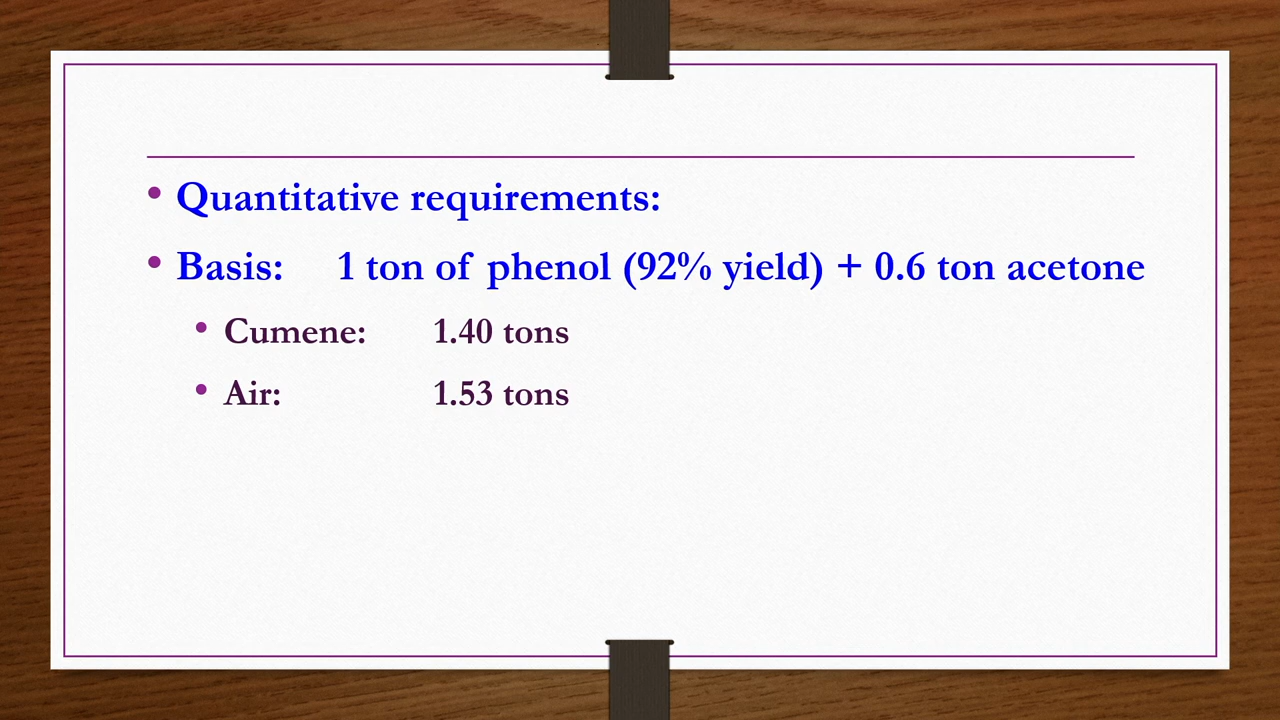 • Quantitative requirements:
• Basis: 1 ton of phenol (92% yield) + 0.6 ton acetone
• Cumene: 1.40 tons
• Air: 1.53 tons